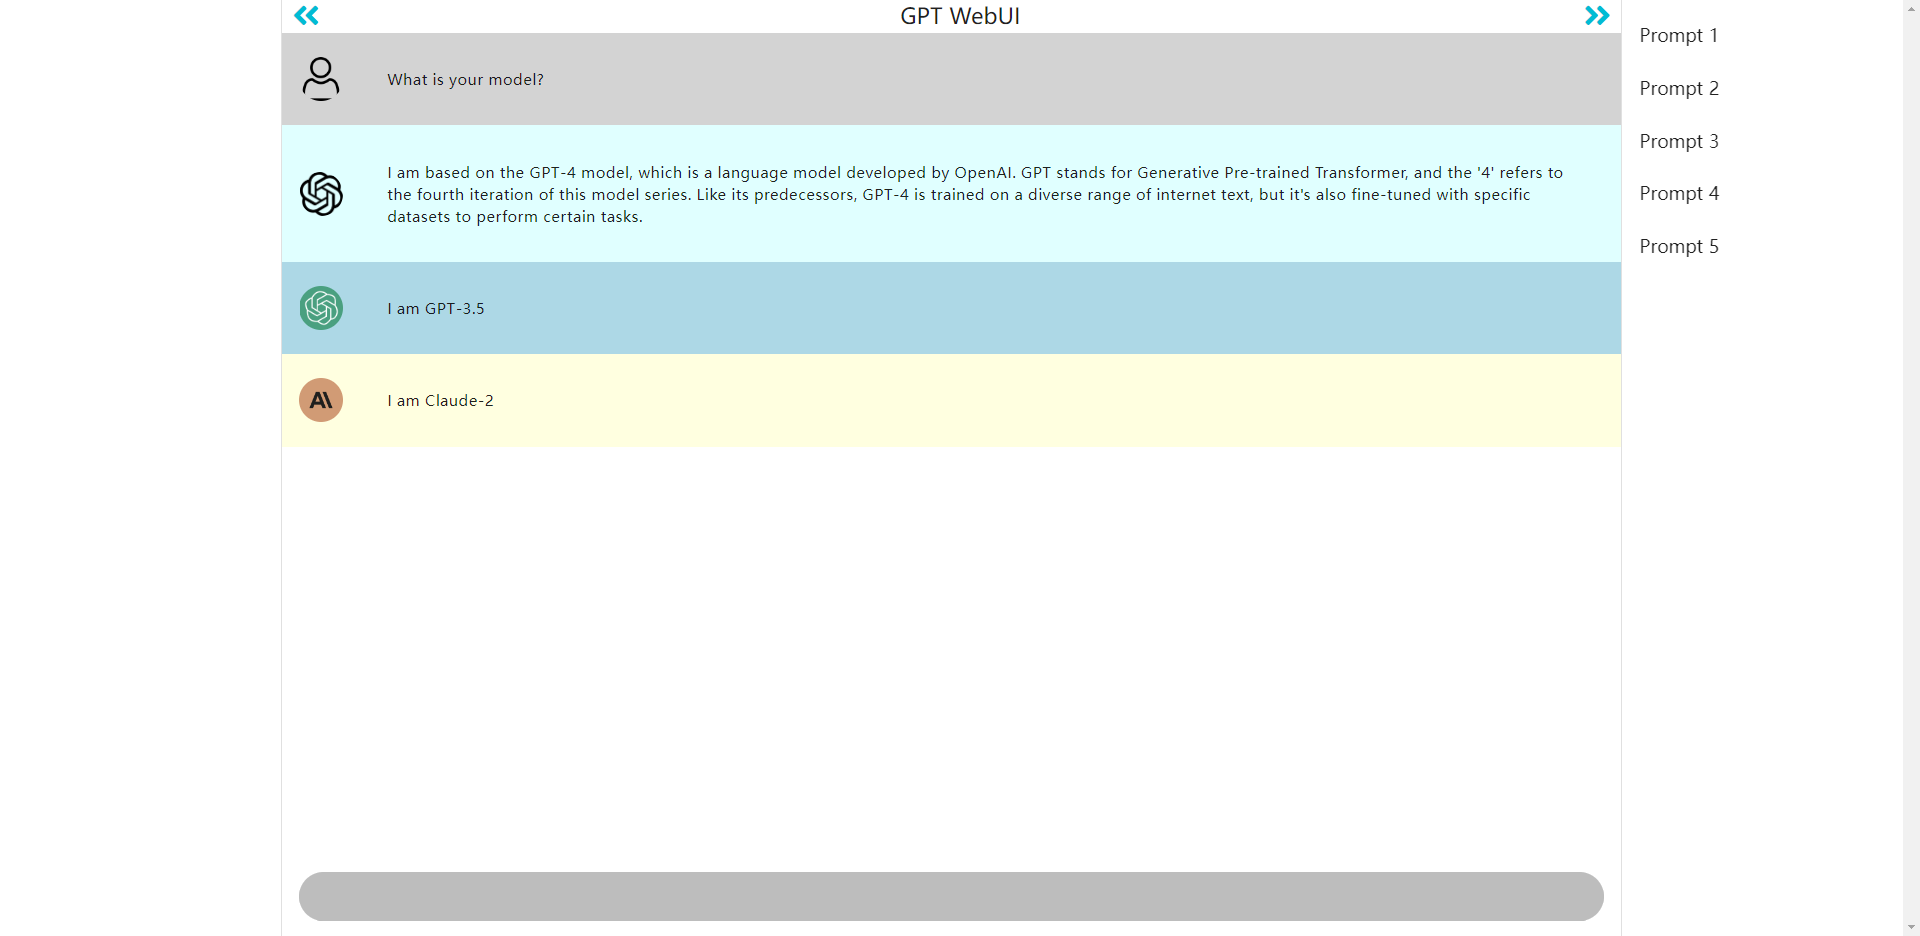 GPT WebUI
What is your model?
I am based on the GPT-4 model, which is a language model developed by OpenAI. GPT stands for Generative Pre-trained Transformer, and the '4' refers to
the fourth iteration of this model series. Like its predecessors, GPT-4 is trained on a diverse range of internet text, but it's also fine-tuned with specific
datasets to perform certain tasks.
I am GPT-3.5
I am Claude-2
Prompt 1
Prompt 2
Prompt 3
Prompt 4
Prompt 5